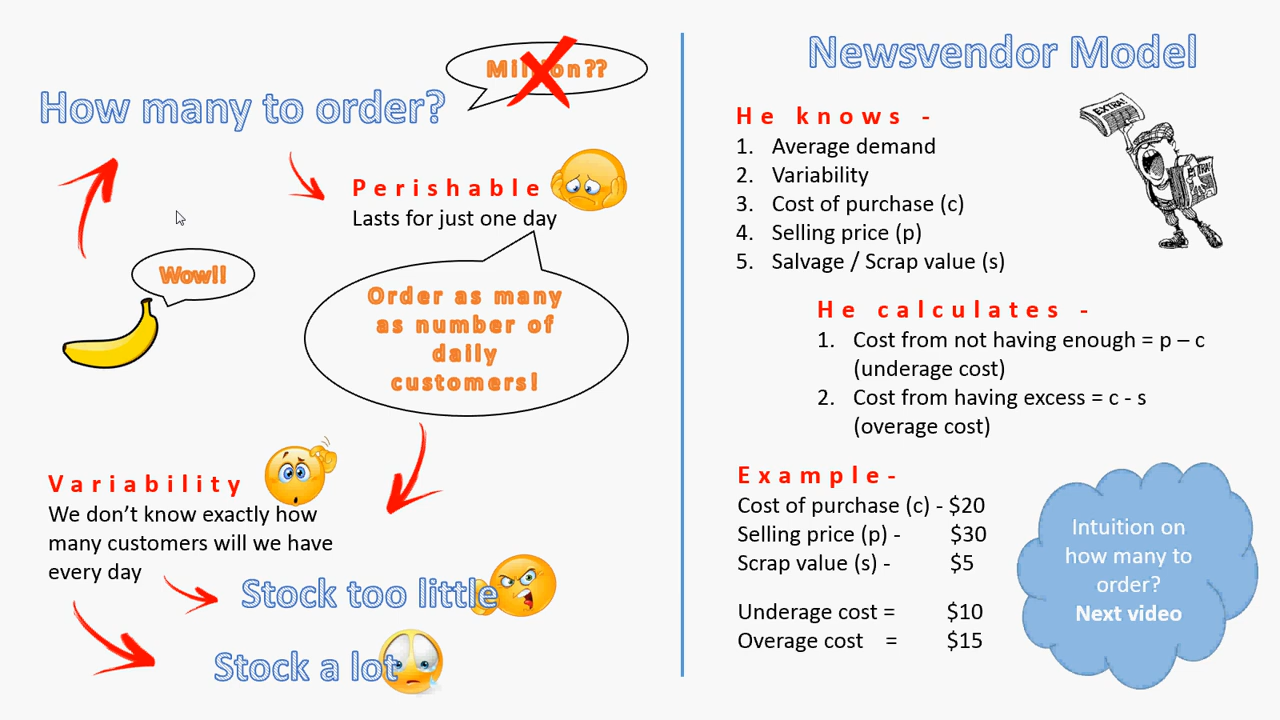 How many to order?
Million??
Perishable
Lasts for just one day
Wow!!
Order as many
as number of
daily
customers!
Variability
We don't know exactly how
many customers will we have
every day
Stock too little
Stock a lot
Newsvendor Model
He knows -
1. Average demand
2. Variability
3. Cost of purchase (c)
4. Selling price (p)
5. Salvage / Scrap value (s)
EXTRA!
He calculates -
1. Cost from not having enough = p – c
(underage cost)
2. Cost from having excess = c - s
(overage cost)
Example-
Cost of purchase (c) - $20
Selling price (p) - $30
Scrap value (s) - $5
Underage cost = $10
Overage cost = $15
Intuition on
how many to
order?
Next video